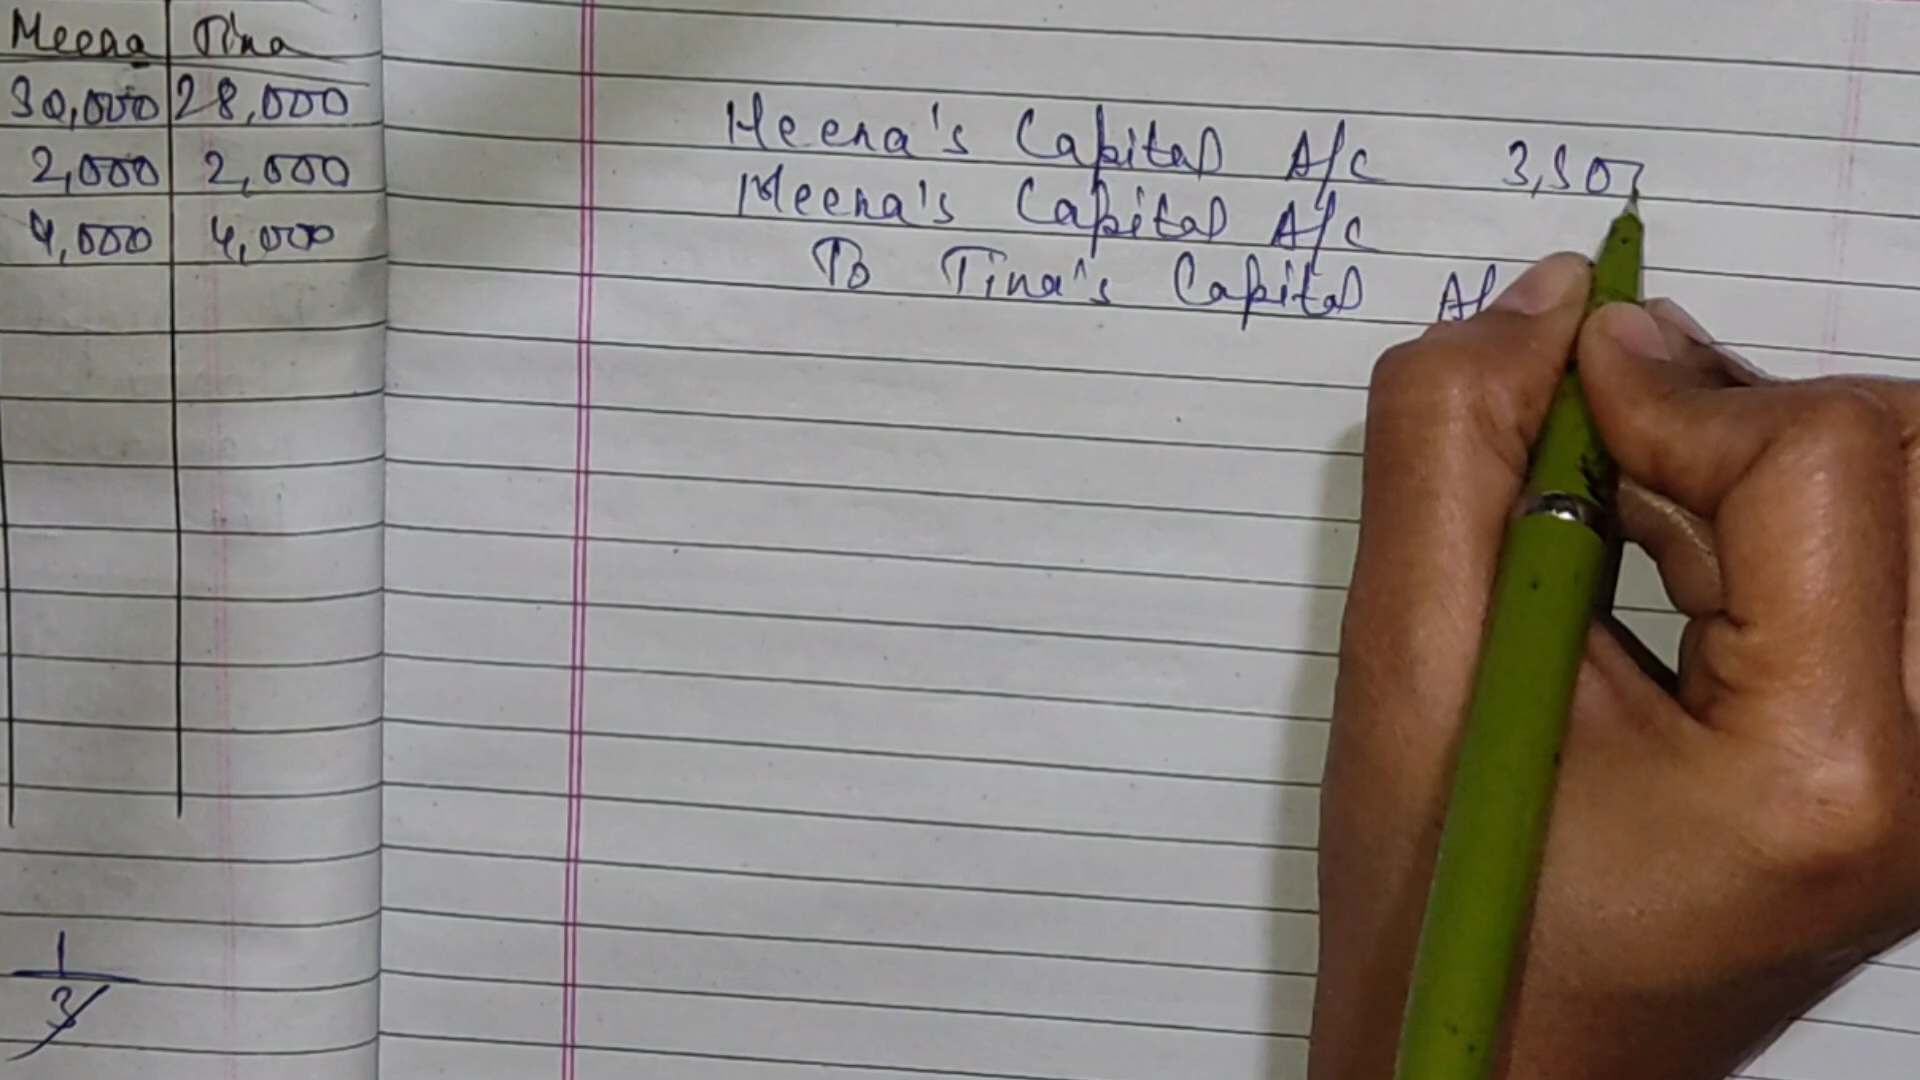 Meena Tina
30,000 28,000
2,000 2,000
4,000 4,000
Heena's Capital A/c 3,50
Meena's Capital A/c
To Tina's Capital A/
1
3